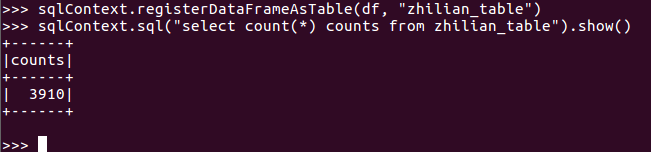 >>> sqlContext.registerDataFrameAsTable(df, "zhilian_table")
>>> sqlContext.sql("select count(*) counts from zhilian_table").show()
+------+
|counts|
+------+
|  3910|
+------+
>>>